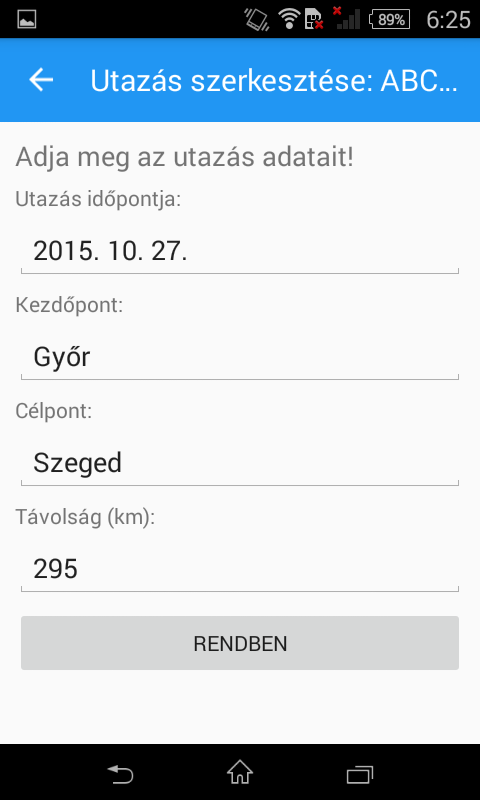 89%
6:25
Utazás szerkesztése: ABC...
Adja meg az utazás adatait!
Utazás időpontja:
2015. 10. 27.
Kezdőpont:
Győr
Célpont:
Szeged
Távolság (km):
295
RENDBEN